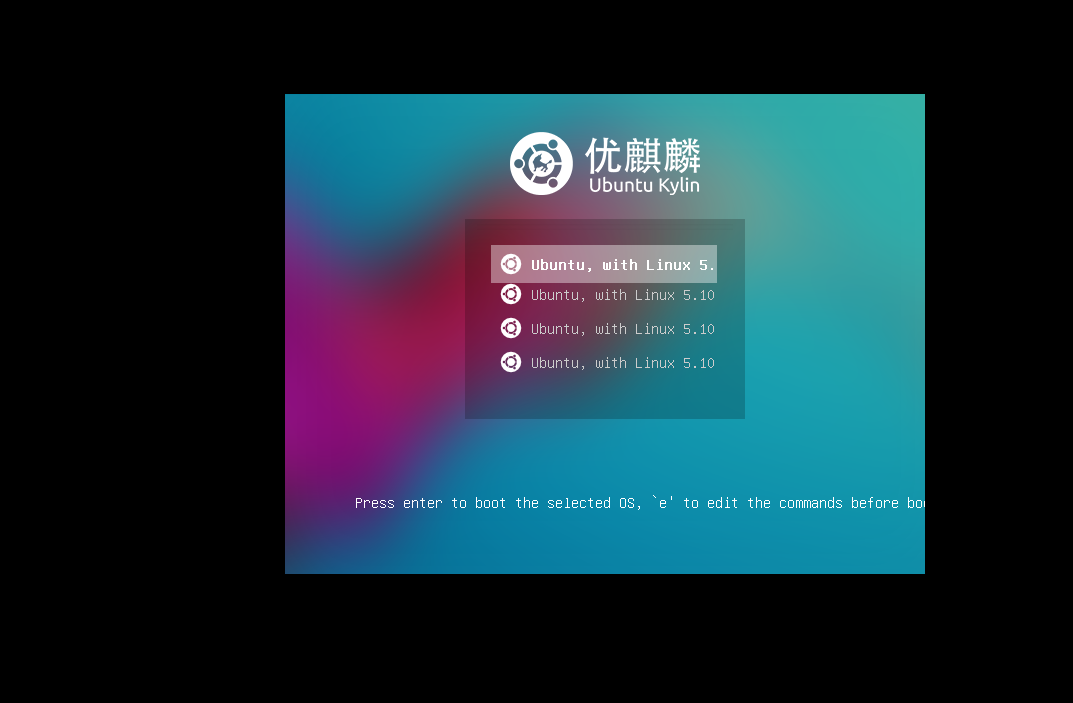 优麒麟
Ubuntu Kylin
Ubuntu, with Linux 5.
Ubuntu, with Linux 5.10
Ubuntu, with Linux 5.10
Ubuntu, with Linux 5.10
Press enter to boot the selected OS, `e' to edit the commands before